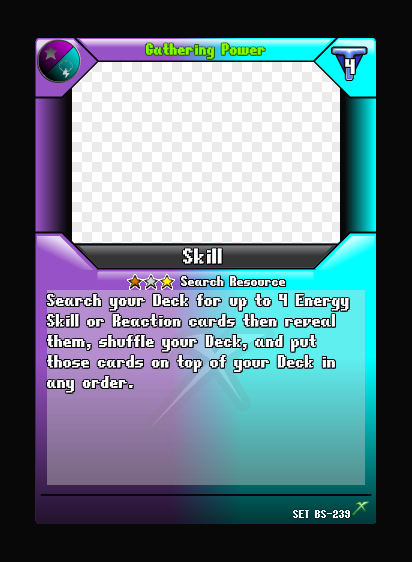 Gathering Power
4
Skill
Search Resource
Search your Deck for up to 4 Energy
Skill or Reaction cards then reveal
them, shuffle your Deck, and put
those cards on top of your Deck in
any order.
SET BS-239